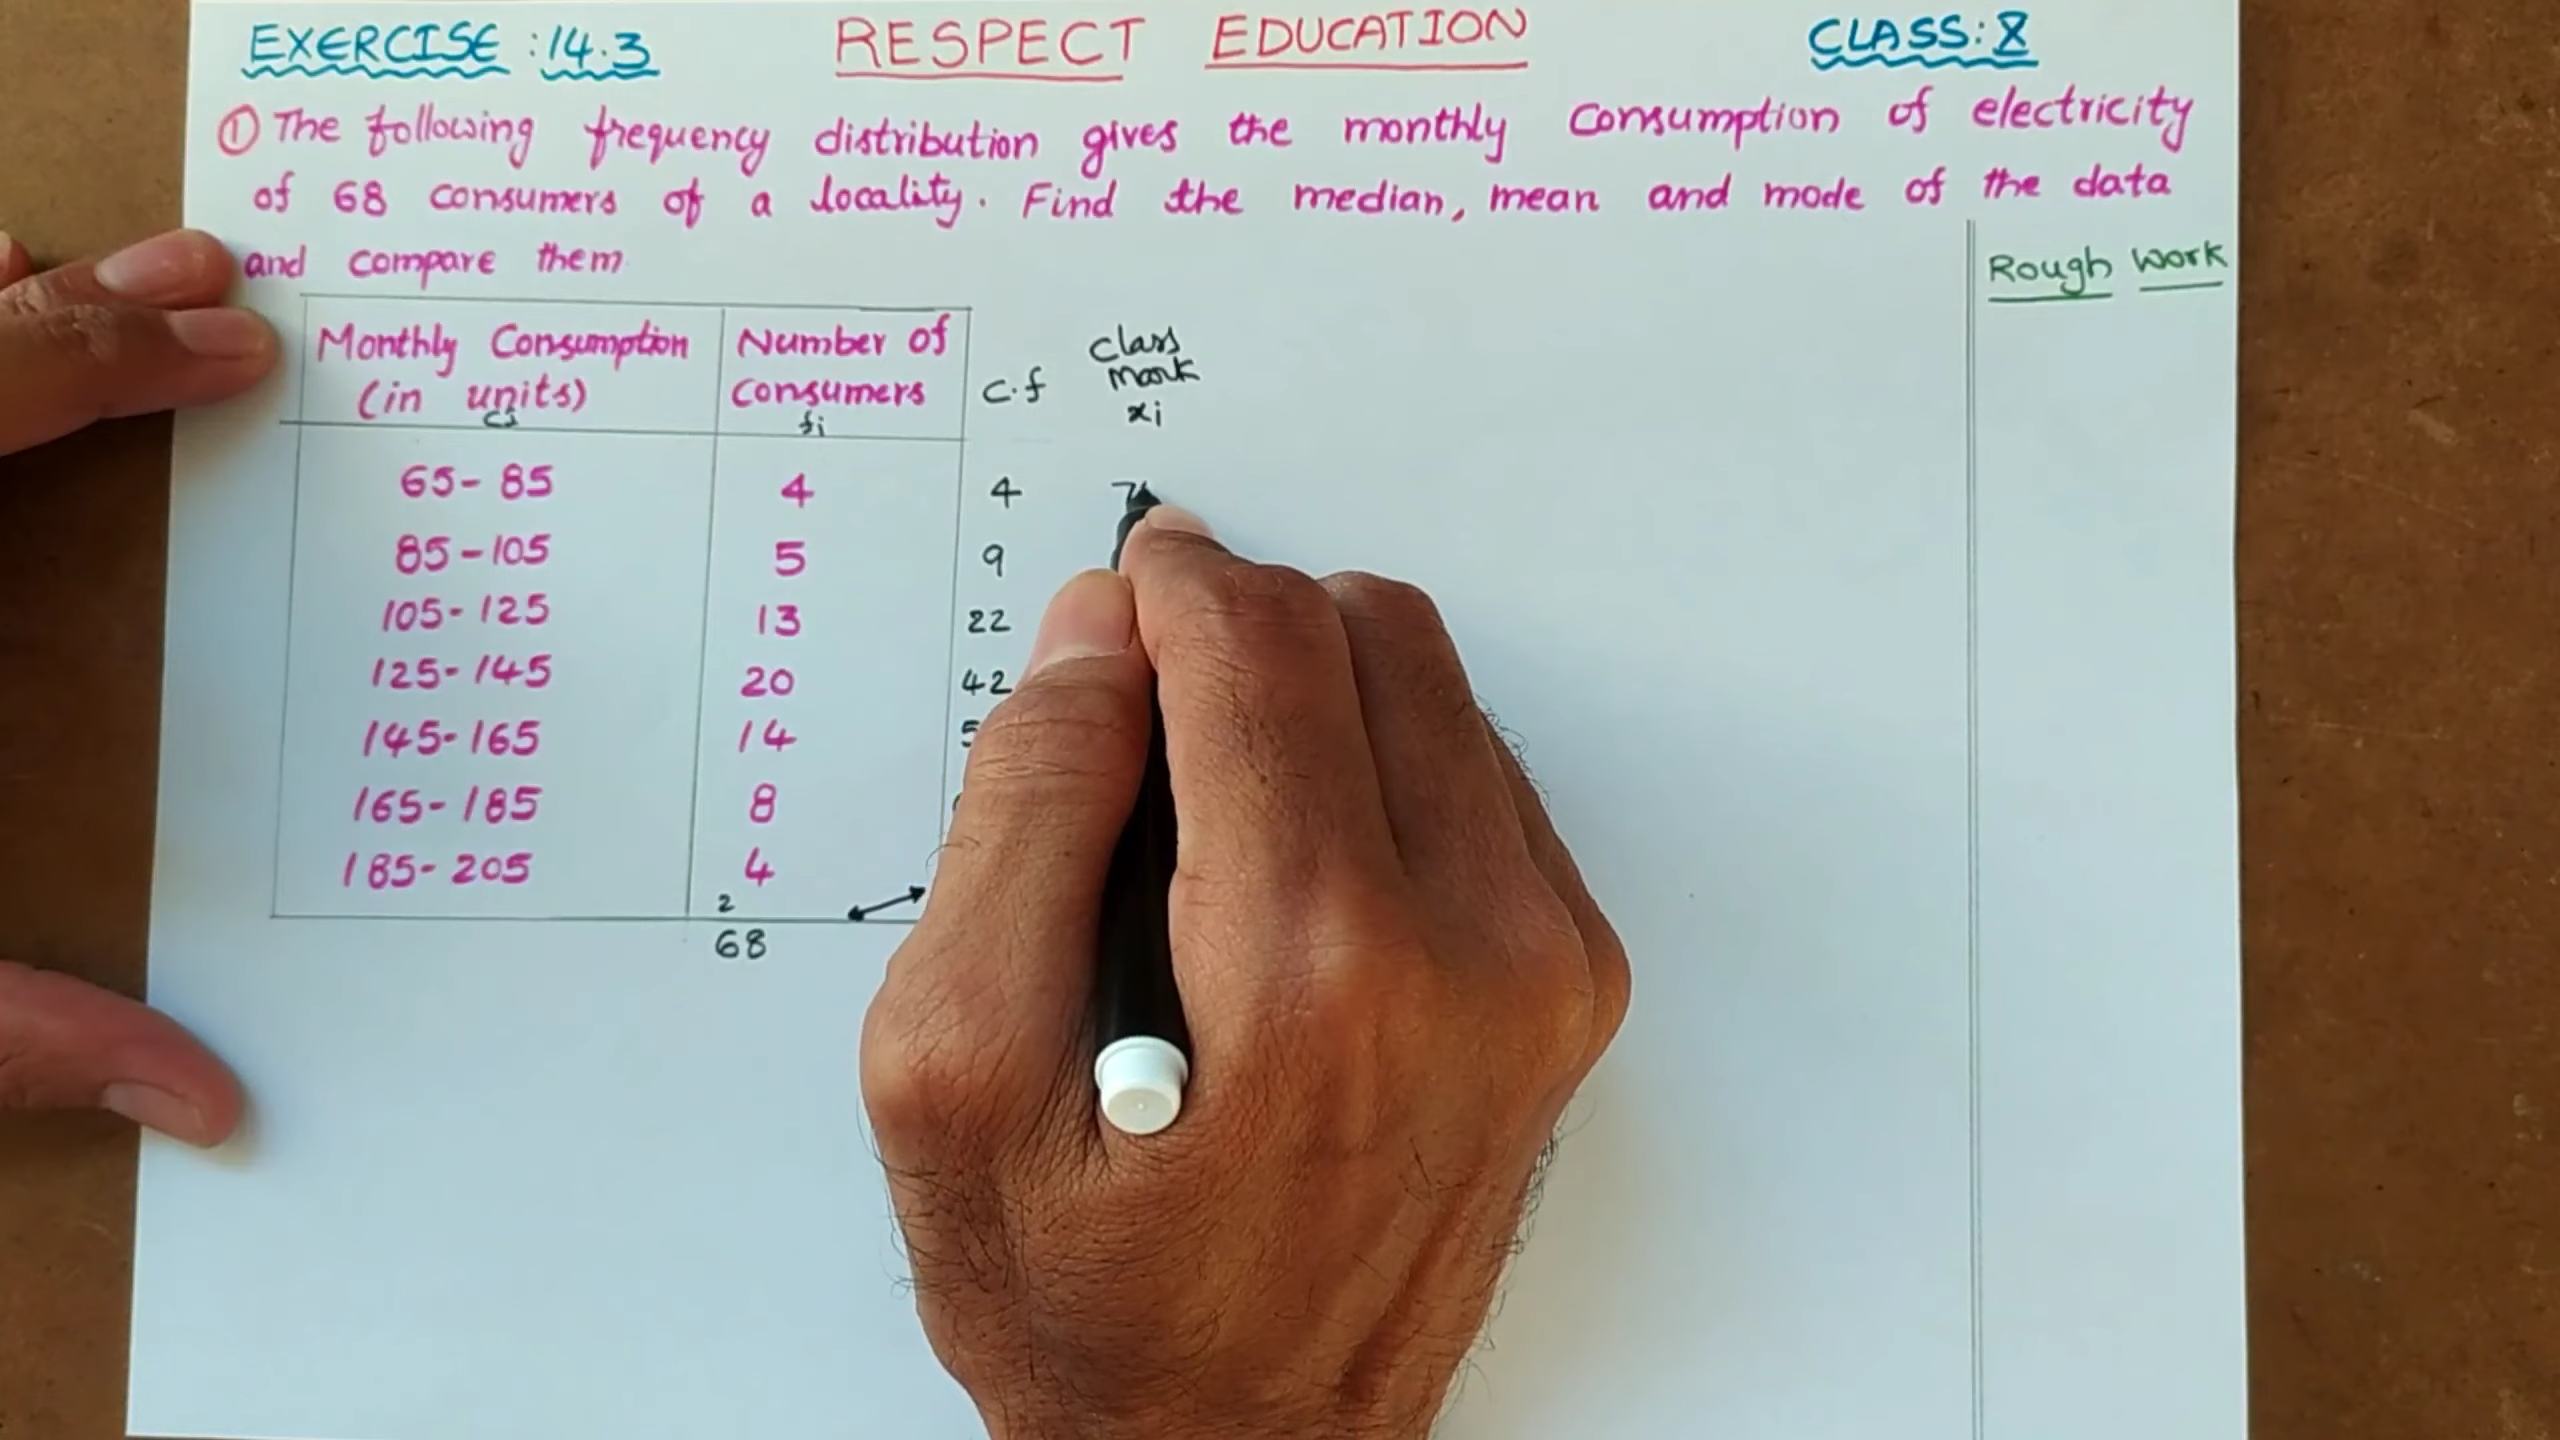 EXERCISE : 14.3 RESPECT EDUCATION CLASS: X
① The following frequency distribution gives the monthly consumption of electricity
of 68 consumers of a locality. Find the median, mean and mode of the data
and compare them
Rough Work
Monthly Consumption (in units) CI
Number of Consumers fi
C.f
Class Mark xi
65-85 4 4
85-105 5 9
105-125 13 22
125-145 20 42
145-165 14 5
165-185 8
185-205 4
2
68